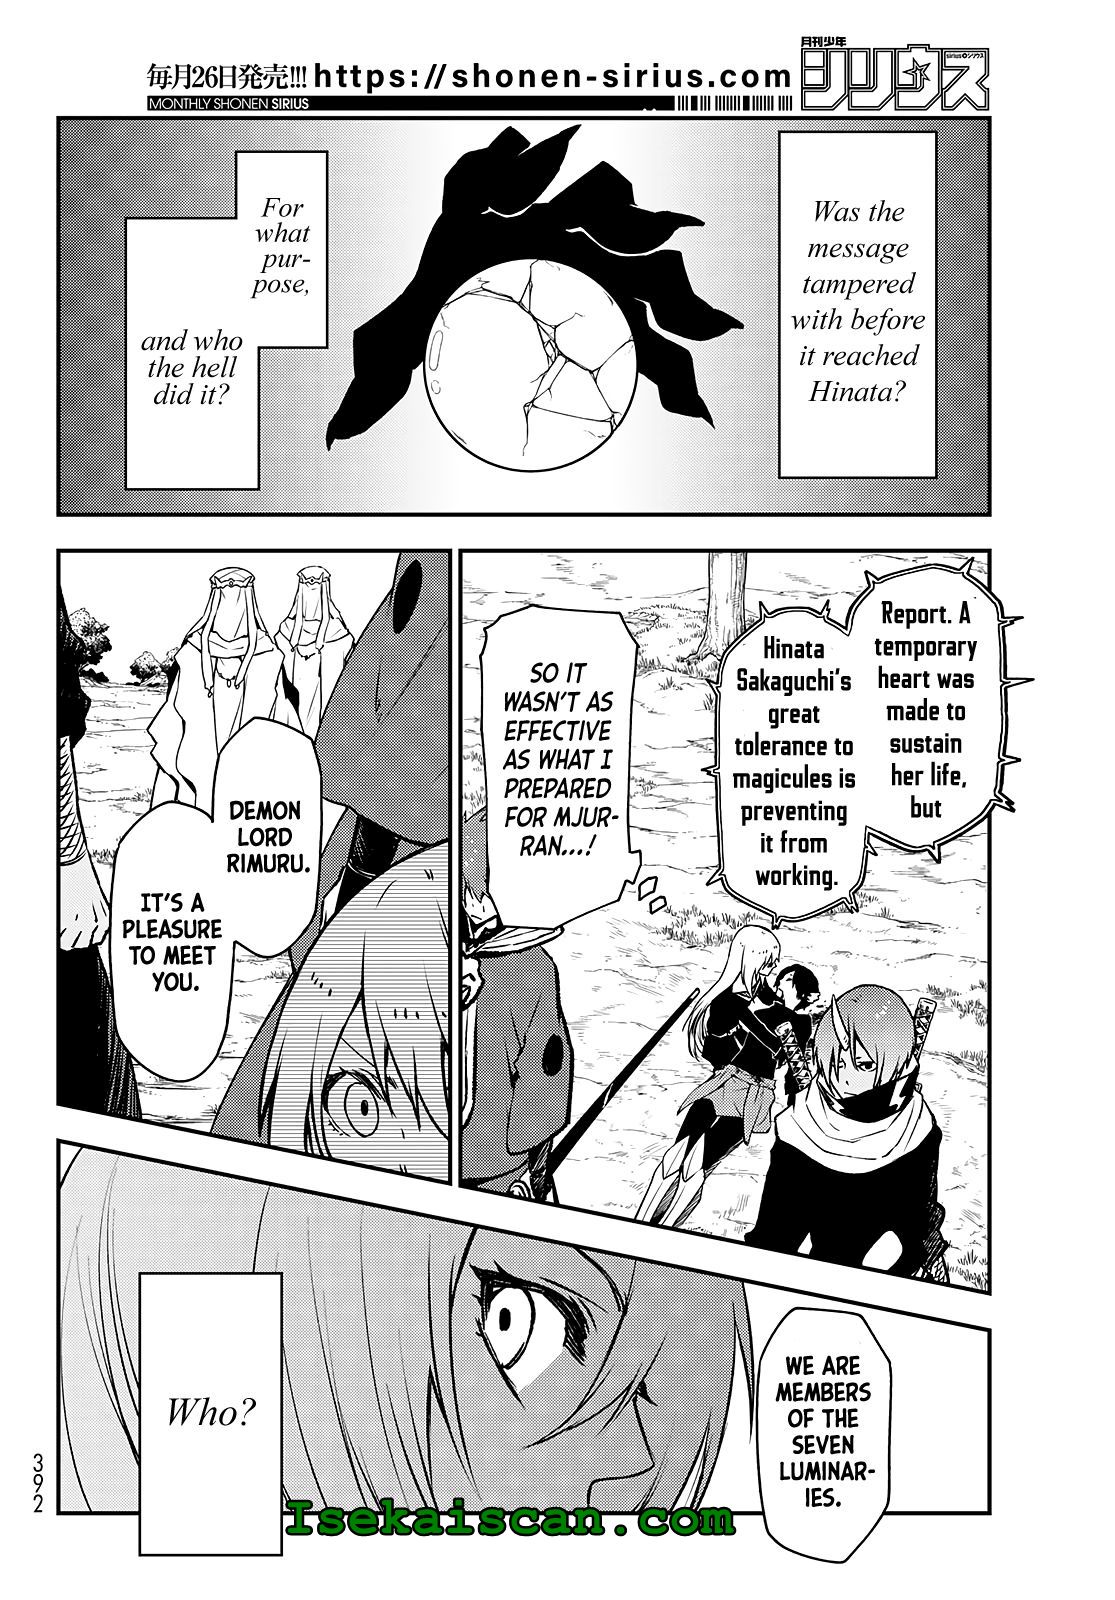 毎月26日発売!!! https://shonen-sirius.com
MONTHLY SHONEN SIRIUS
月刊少年
シリウス
Was the
message
tampered
with before
it reached
Hinata?
For
what
pur-
pose,
and who
the hell
did it?
Report. A
temporary
heart was
made to
sustain
her life,
but
Hinata
Sakaguchi's
great
tolerance to
magicules is
preventing
it from
working.
SO IT
WASN'T AS
EFFECTIVE
AS WHAT I
PREPARED
FOR MJUR-
RAN...!
DEMON
LORD
RIMURU.
IT'S A
PLEASURE
TO MEET
YOU.
WE ARE
MEMBERS
OF THE
SEVEN
LUMINAR-
IES.
Who?
392
Isekaiscan.com